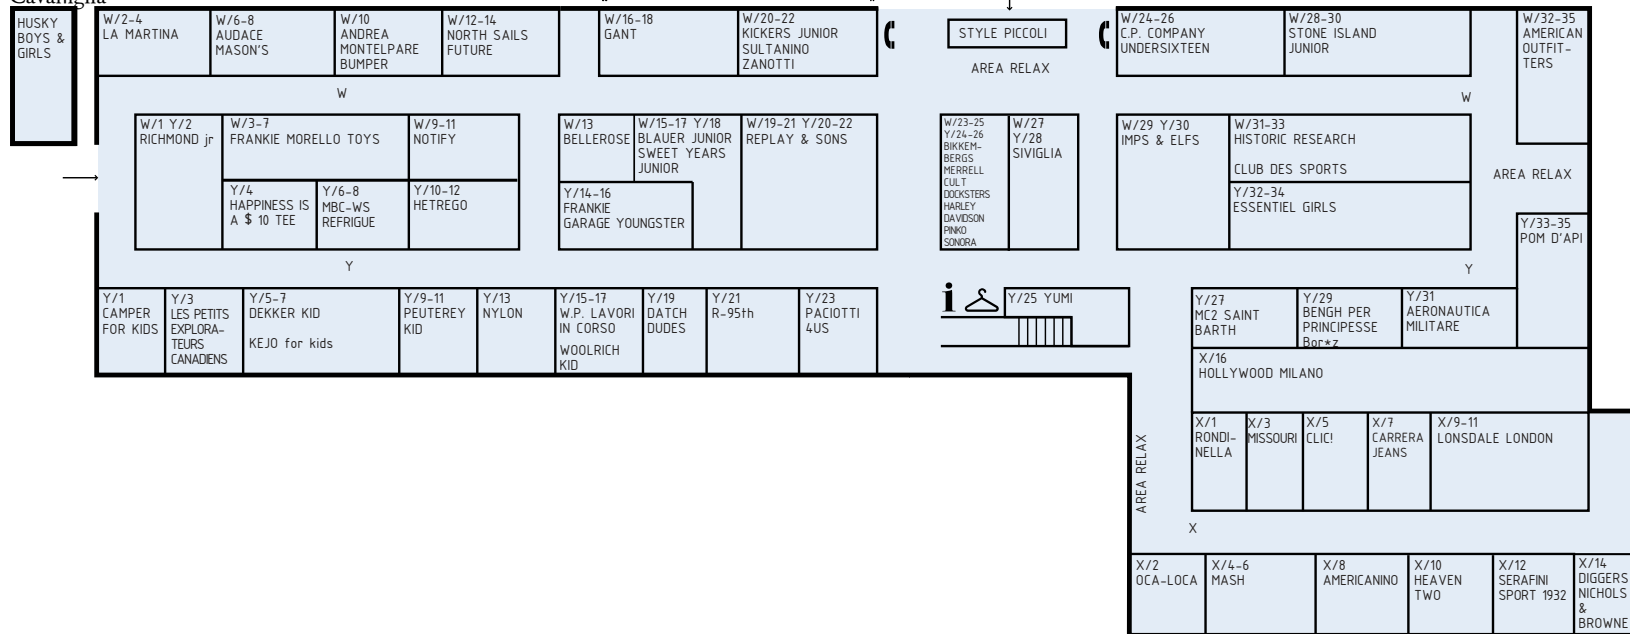 Cavaniglia
HUSKY
BOYS &
GIRLS
W/2-4
LA MARTINA
W/6-8
AUDACE
MASON'S
W/10
ANDREA
MONTELPARE
BUMPER
W/12-14
NORTH SAILS
FUTURE
W/16-18
GANT
W/20-22
KICKERS JUNIOR
SULTANINO
ZANOTTI
STYLE PICCOLI
AREA RELAX
W/24-26
C.P. COMPANY
UNDERSIXTEEN
W/28-30
STONE ISLAND
JUNIOR
W/32-35
AMERICAN
OUTFIT-
TERS
W
W
W/1 Y/2
RICHMOND jr
W/3-7
FRANKIE MORELLO TOYS
W/9-11
NOTIFY
Y/4
HAPPINESS IS
A $ 10 TEE
Y/6-8
MBC-WS
REFRIGUE
Y/10-12
HETREGO
W/13
BELLEROSE
W/15-17 Y/18
BLAUER JUNIOR
SWEET YEARS
JUNIOR
W/19-21 Y/20-22
REPLAY & SONS
Y/14-16
FRANKIE
GARAGE YOUNGSTER
W/23-25
Y/24-26
BIKKEM-
BERGS
MERRELL
CULT
DOCKSTERS
HARLEY
DAVIDSON
PINKO
SONORA
W/27
Y/28
SIVIGLIA
W/29 Y/30
IMPS & ELFS
W/31-33
HISTORIC RESEARCH
CLUB DES SPORTS
Y/32-34
ESSENTIEL GIRLS
AREA RELAX
Y/33-35
POM D'API
Y
Y
Y/1
CAMPER
FOR KIDS
Y/3
LES PETITS
EXPLORA-
TEURS
CANADIENS
Y/5-7
DEKKER KID
KEJO for kids
Y/9-11
PEUTEREY
KID
Y/13
NYLON
Y/15-17
W.P. LAVORI
IN CORSO
WOOLRICH
KID
Y/19
DATCH
DUDES
Y/21
R-95th
Y/23
PACIOTTI
4US
i
Y/25 YUMI
Y/27
MC2 SAINT
BARTH
Y/29
BENGH PER
PRINCIPESSE
Bor*z
Y/31
AERONAUTICA
MILITARE
X/16
HOLLYWOOD MILANO
X/1
RONDI-
NELLA
X/3
MISSOURI
X/5
CLIC!
X/7
CARRERA
JEANS
X/9-11
LONSDALE LONDON
AREA RELAX
X
X/2
OCA-LOCA
X/4-6
MASH
X/8
AMERICANINO
X/10
HEAVEN
TWO
X/12
SERAFINI
SPORT 1932
X/14
DIGGERS
NICHOLS
&
BROWNE